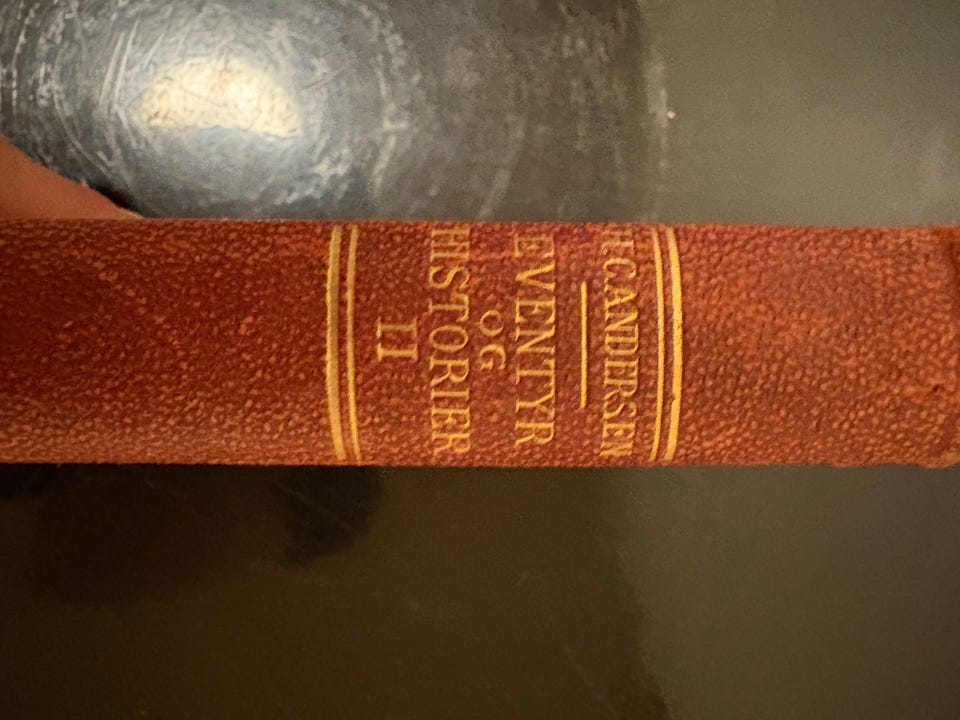 H.C. ANDERSEN
EVENTYR
OG
HISTORIER
II